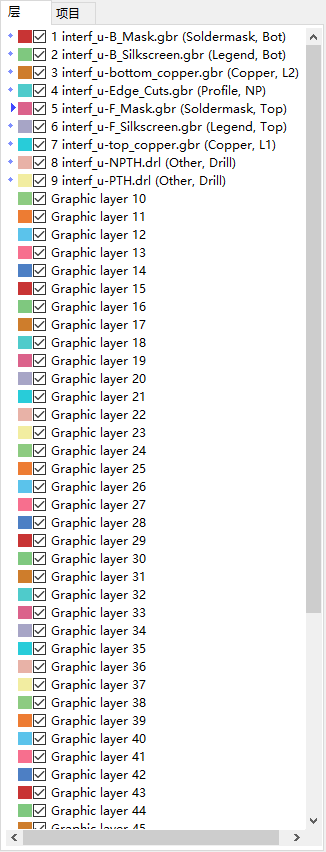 层 项目
1 interf_u-B_Mask.gbr (Soldermask, Bot)
2 interf_u-B_Silkscreen.gbr (Legend, Bot)
3 interf_u-bottom_copper.gbr (Copper, L2)
4 interf_u-Edge_Cuts.gbr (Profile, NP)
5 interf_u-F_Mask.gbr (Soldermask, Top)
6 interf_u-F_Silkscreen.gbr (Legend, Top)
7 interf_u-top_copper.gbr (Copper, L1)
8 interf_u-NPTH.drl (Other, Drill)
9 interf_u-PTH.drl (Other, Drill)
Graphic layer 10
Graphic layer 11
Graphic layer 12
Graphic layer 13
Graphic layer 14
Graphic layer 15
Graphic layer 16
Graphic layer 17
Graphic layer 18
Graphic layer 19
Graphic layer 20
Graphic layer 21
Graphic layer 22
Graphic layer 23
Graphic layer 24
Graphic layer 25
Graphic layer 26
Graphic layer 27
Graphic layer 28
Graphic layer 29
Graphic layer 30
Graphic layer 31
Graphic layer 32
Graphic layer 33
Graphic layer 34
Graphic layer 35
Graphic layer 36
Graphic layer 37
Graphic layer 38
Graphic layer 39
Graphic layer 40
Graphic layer 41
Graphic layer 42
Graphic layer 43
Graphic layer 44
Graphic layer 45